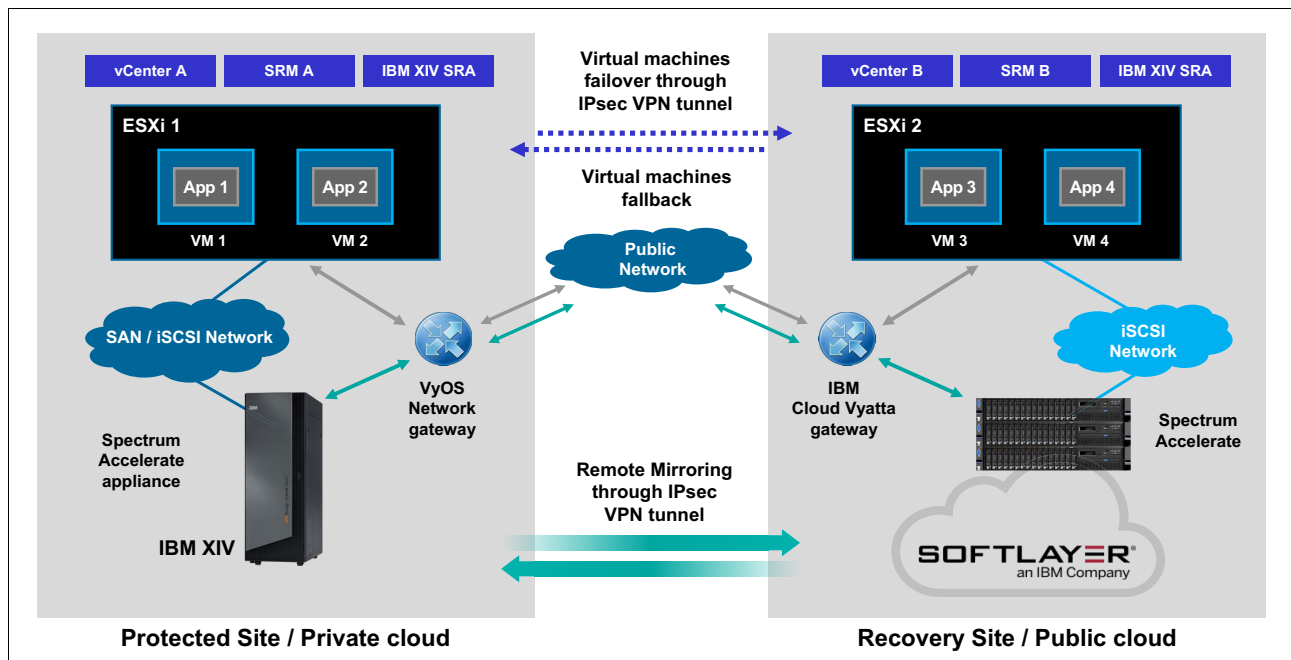 vCenter A
SRM A
IBM XIV SRA
ESXi 1
App 1
App 2
VM 1
VM 2
SAN / iSCSI Network
VyOS
Network
gateway
Spectrum
Accelerate
appliance
IBM XIV
Protected Site / Private cloud
Virtual machines
failover through
IPsec VPN tunnel
Virtual machines
fallback
Public
Network
Remote Mirroring
through IPsec
VPN tunnel
vCenter B
SRM B
IBM XIV SRA
ESXi 2
App 3
App 4
VM 3
VM 4
iSCSI
Network
IBM
Cloud Vyatta
gateway
Spectrum
Accelerate
SOFTLAYER®
an IBM Company
Recovery Site / Public cloud